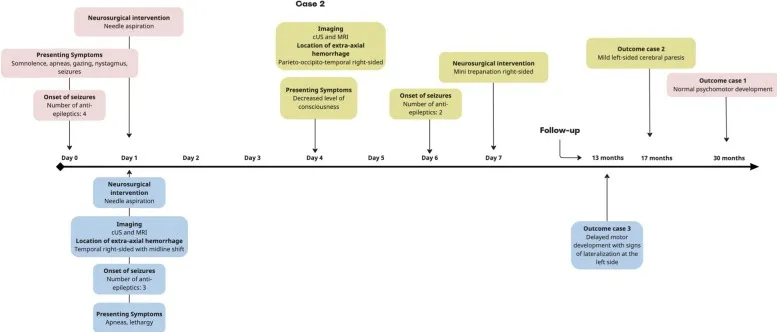 Case 2
Neurosurgical intervention
Needle aspiration
Presenting Symptoms
Somnolence, apneas, gazing, nystagmus,
seizures
Onset of seizures
Number of anti-
epileptics: 4
Imaging
cUS and MRI
Location of extra-axial
hemorrhage
Parieto-occipito-temporal right-sided
Presenting Symptoms
Decreased level of
consciousness
Onset of seizures
Number of anti-
epileptics: 2
Neurosurgical intervention
Mini trepanation right-sided
Outcome case 2
Mild left-sided cerebral paresis
Outcome case 1
Normal psychomotor development
Follow-up
Day 0
Day 1
Day 2
Day 3
Day 4
Day 5
Day 6
Day 7
13 months
17 months
30 months
Neurosurgical
intervention
Needle aspiration
Imaging
cUS and MRI
Location of extra-axial hemorrhage
Temporal right-sided with midline shift
Onset of seizures
Number of anti-
epileptics: 3
Presenting Symptoms
Apneas, lethargy
Outcome case 3
Delayed motor
development with signs
of lateralization at the
left side